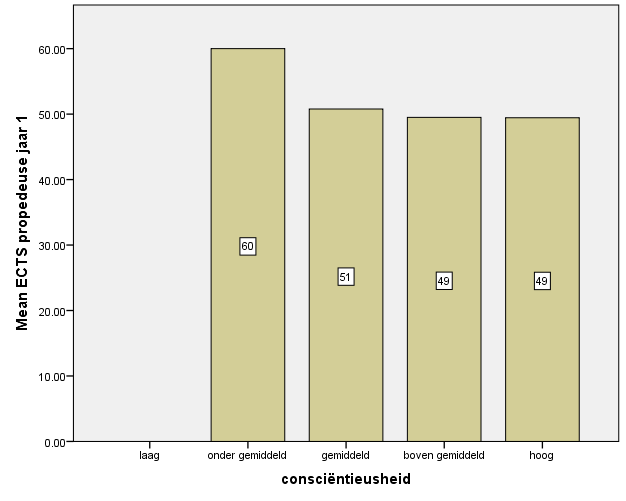 Mean ECTS propedeuse jaar 1
60.00
50.00
40.00
30.00
20.00
10.00
0.00
60
51
49
49
laag
onder gemiddeld
gemiddeld
boven gemiddeld
hoog
consciëntieusheid